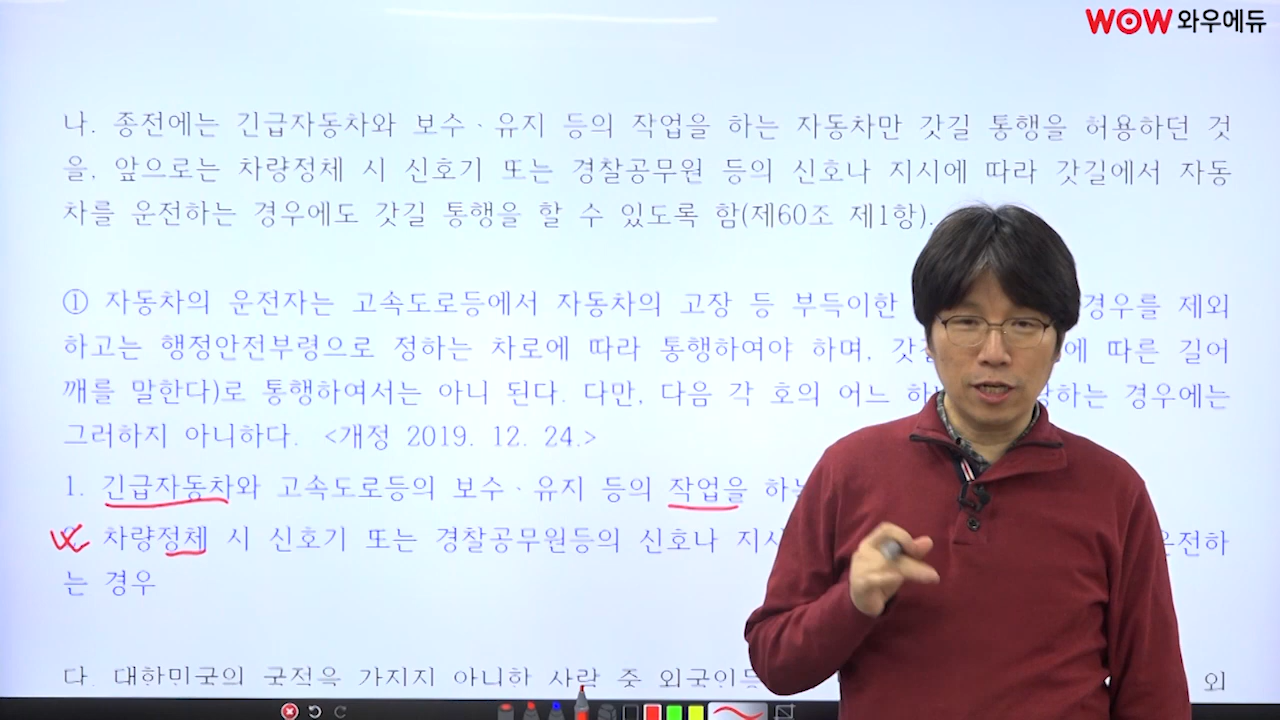 WOW 와우에듀
나. 종전에는 긴급자동차와 보수·유지 등의 작업을 하는 자동차만 갓길 통행을 허용하던 것
을, 앞으로는 차량정체 시 신호기 또는 경찰공무원 등의 신호나 지시에 따라 갓길에서 자동
차를 운전하는 경우에도 갓길 통행을 할 수 있도록 함(제60조 제1항).
① 자동차의 운전자는 고속도로등에서 자동차의 고장 등 부득이한 경우를 제외
하고는 행정안전부령으로 정하는 차로에 따라 통행하여야 하며, 따른 길어
깨를 말한다)로 통행하여서는 아니 된다. 다만, 다음 각 호의 어느 경우에는
그러하지 아니하다. <개정 2019. 12. 24.>
1. 긴급자동차와 고속도로등의 보수·유지 등의 작업을
차량정체 시 신호기 또는 경찰공무원등의 신호나
는 경우
다. 대한민국의 국적을 가지지 아니한 사람 중 외